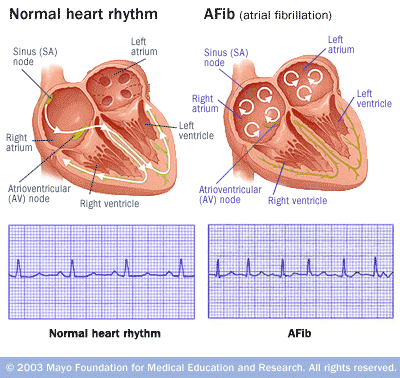 Normal heart rhythm
Sinus (SA)
node
Left
atrium
Right
atrium
Left
ventricle
Atrioventricular
(AV) node
Right ventricle
Normal heart rhythm
AFib (atrial fibrillation)
Sinus (SA)
node
Left
atrium
Right
atrium
Left
ventricle
Atrioventricular
(AV) node
Right ventricle
AFib
© 2003 Mayo Foundation for Medical Education and Research. All rights reserved.